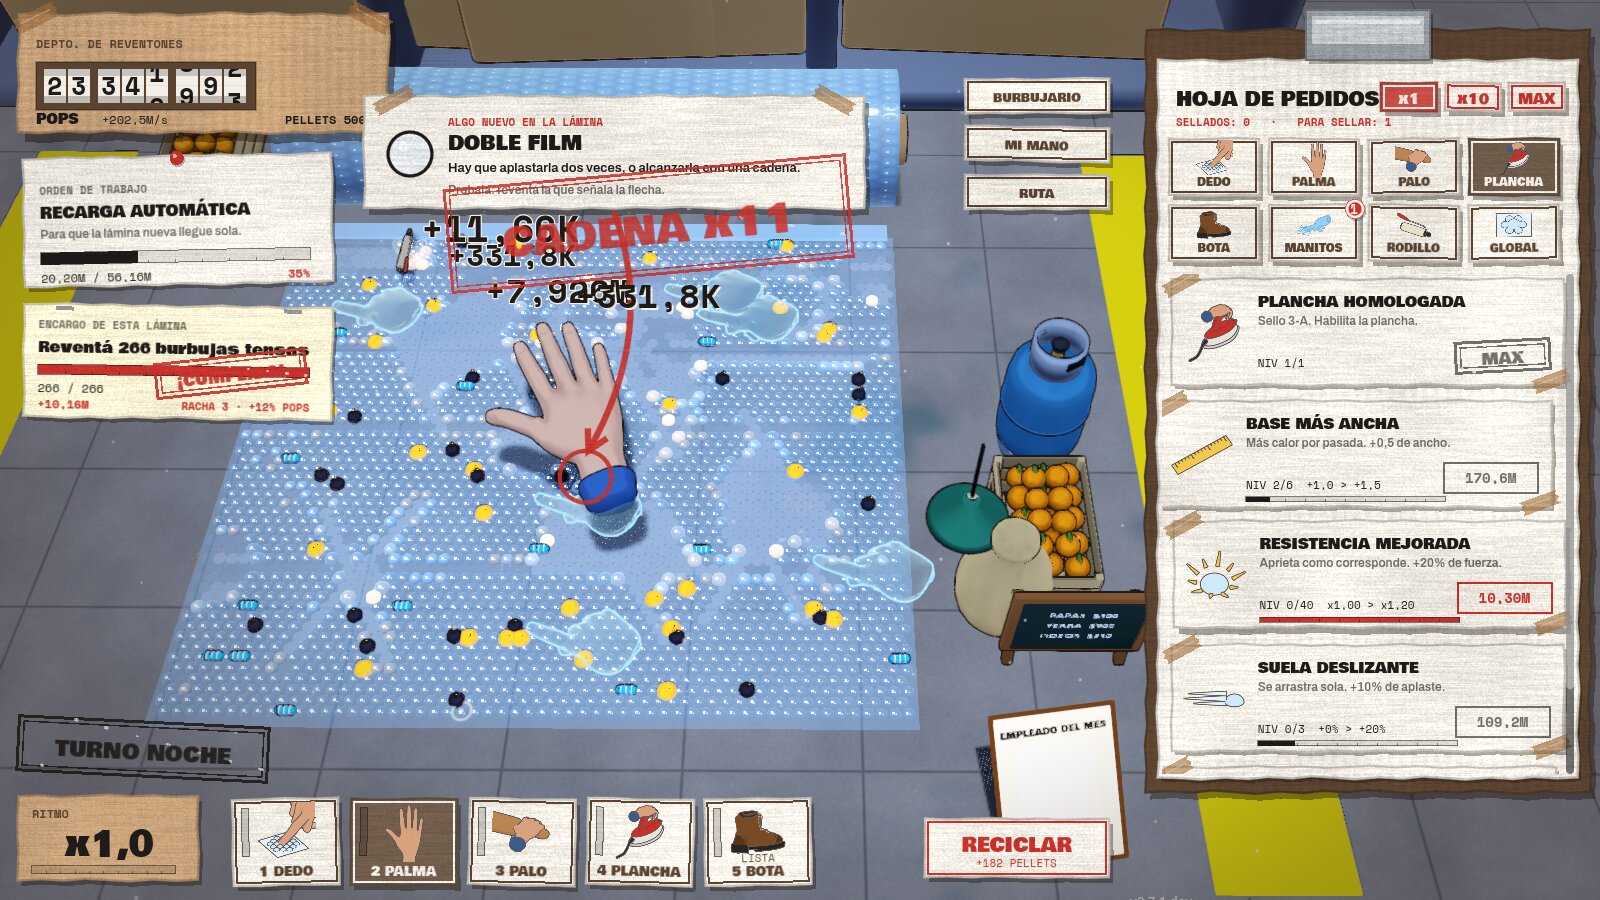 DEPTO. DE REVENTONES
POPS
+202,5M/s
PELLETS 500
ORDEN DE TRABAJO
RECARGA AUTOMÁTICA
Para que la lámina nueva llegue sola.
20,20M / 56,16M
35%
ENCARGO DE ESTA LÁMINA
Reventá 266 burbujas tensas
266 / 266
+10,16M
RACHA 3 · +12% POPS
ALGO NUEVO EN LA LÁMINA
DOBLE FILM
Hay que aplastarla dos veces, o alcanzarla con una cadena.
Probala: reventá la que señala la flecha.
CADENA x11
+11,66K
+331,8K
BURBUJARIO
MI MANO
RUTA
HOJA DE PEDIDOS
x1
x10
MAX
SELLADOS: 0 · PARA SELLAR: 1
DEDO
PALMA
PALO
PLANCHA
BOTA
MANITOS
1
RODILLO
GLOBAL
PLANCHA HOMOLOGADA
Sello 3-A. Habilita la plancha.
NIV 1/1
MAX
BASE MÁS ANCHA
Más calor por pasada. +0,5 de ancho.
NIV 2/6 +1,0 > +1,5
170,6M
RESISTENCIA MEJORADA
Aprieta como corresponde. +20% de fuerza.
NIV 0/40 x1,00 > x1,20
10,30M
SUELA DESLIZANTE
Se arrastra sola. +10% de aplaste.
NIV 0/3 +0% > +20%
109,2M
EMPLEADO DEL MES
TURNO NOCHE
RITMO
x1,0
1 DEDO
2 PALMA
3 PALO
4 PLANCHA
LISTA
5 BOTA
RECICLAR
+182 PELLETS